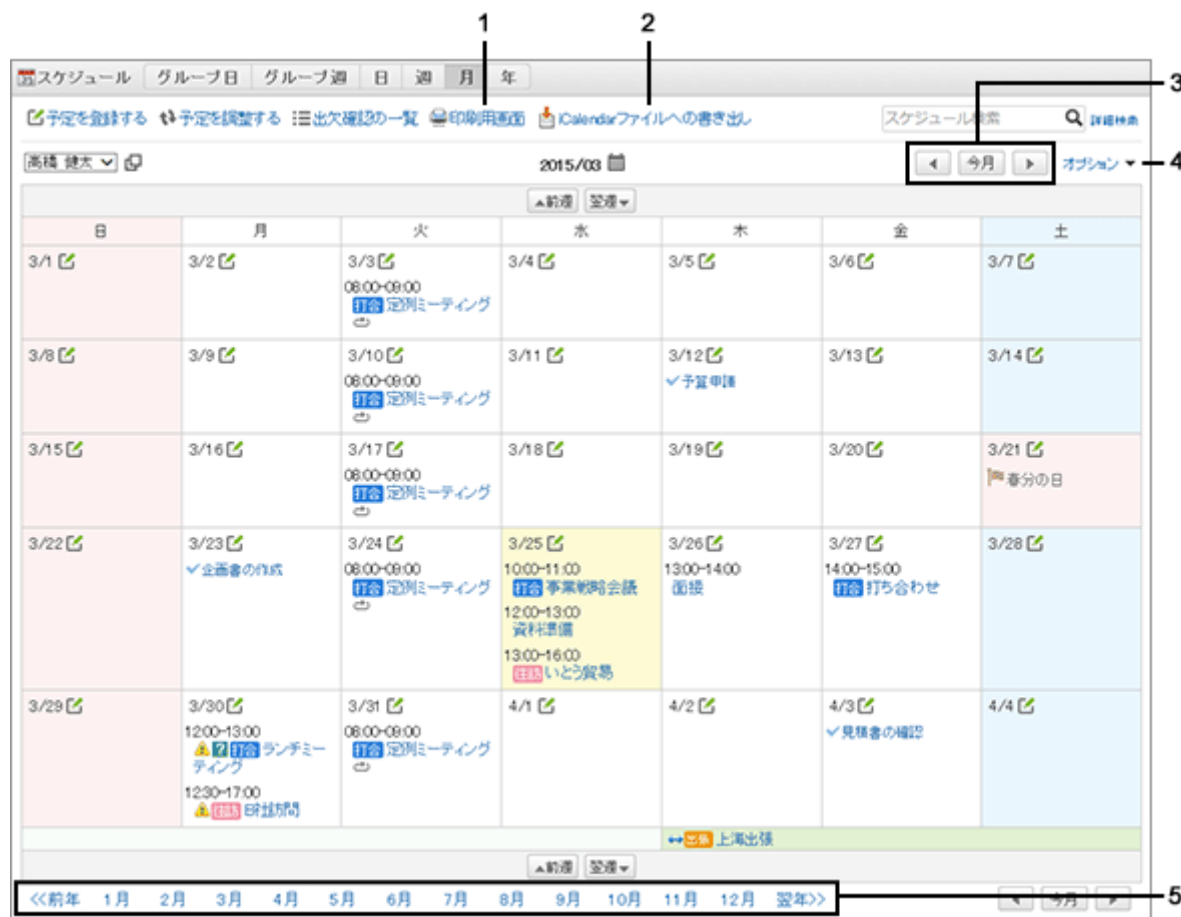 1 2
スケジュール グループ日 グループ週 日 週 月 年
3
予定を登録する 予定を調整する 出欠確認の一覧 印刷用画面 iCalendarファイルへの書き出し スケジュール検索 詳細検索
高橋 健太 2015/03 今月 オプション 4
▲前週 翌週▼
日 月 火 水 木 金 土
3/1 3/2 3/3 3/4 3/5 3/6 3/7
08:00-09:00
打合 定例ミーティング
3/8 3/9 3/10 3/11 3/12 3/13 3/14
08:00-09:00 予算申請
打合 定例ミーティング
3/15 3/16 3/17 3/18 3/19 3/20 3/21
08:00-09:00 春分の日
打合 定例ミーティング
3/22 3/23 3/24 3/25 3/26 3/27 3/28
企画書の作成 08:00-09:00 10:00-11:00 13:00-14:00 14:00-15:00
打合 定例ミーティング 打合 事業戦略会議 面接 打合 打ち合わせ
12:00-13:00
資料準備
13:00-16:00
往訪 いとう貿易
3/29 3/30 3/31 4/1 4/2 4/3 4/4
12:00-13:00 08:00-09:00 見積書の確認
打合 ランチミー 打合 定例ミーティング
ティング
12:30-17:00
往訪
出張 上海出張
▲前週 翌週▼
<<前年 1月 2月 3月 4月 5月 6月 7月 8月 9月 10月 11月 12月 翌年>> 今月 5